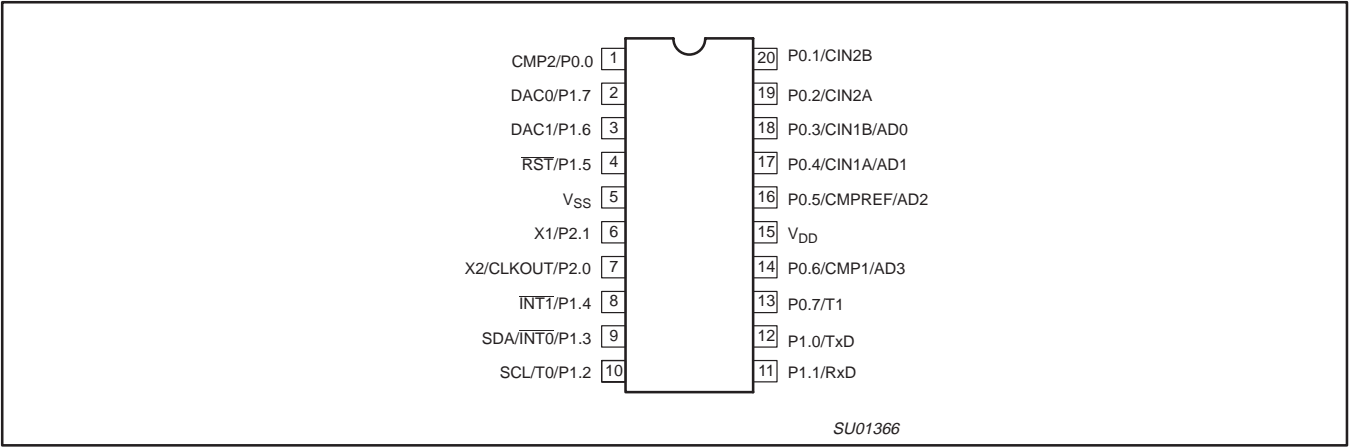 CMP2/P0.0 1 20 P0.1/CIN2B
DAC0/P1.7 2 19 P0.2/CIN2A
DAC1/P1.6 3 18 P0.3/CIN1B/AD0
R̅S̅T̅/P1.5 4 17 P0.4/CIN1A/AD1
VSS 5 16 P0.5/CMPREF/AD2
X1/P2.1 6 15 VDD
X2/CLKOUT/P2.0 7 14 P0.6/CMP1/AD3
I̅N̅T̅1̅/P1.4 8 13 P0.7/T1
SDA/I̅N̅T̅0̅/P1.3 9 12 P1.0/TxD
SCL/T0/P1.2 10 11 P1.1/RxD
SU01366